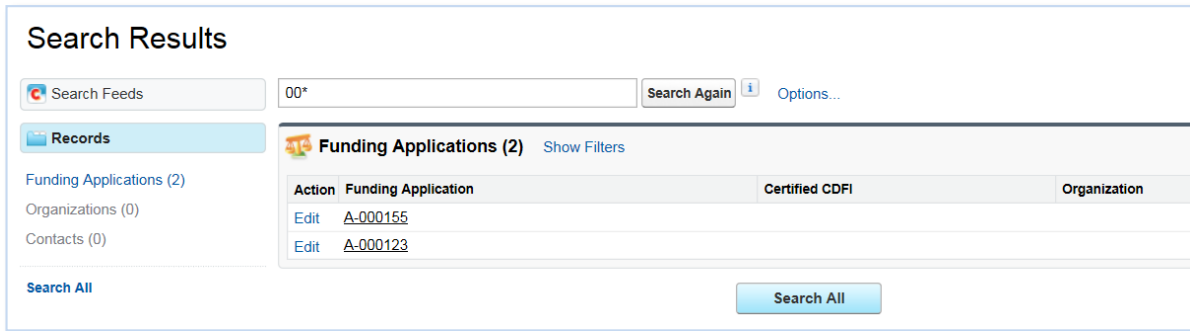 Search Results
Search Feeds
00*
Search Again
i
Options...
Records
Funding Applications (2)
Show Filters
Funding Applications (2)
Organizations (0)
Contacts (0)
Search All
Action Funding Application Certified CDFI Organization
Edit A-000155
Edit A-000123
Search All